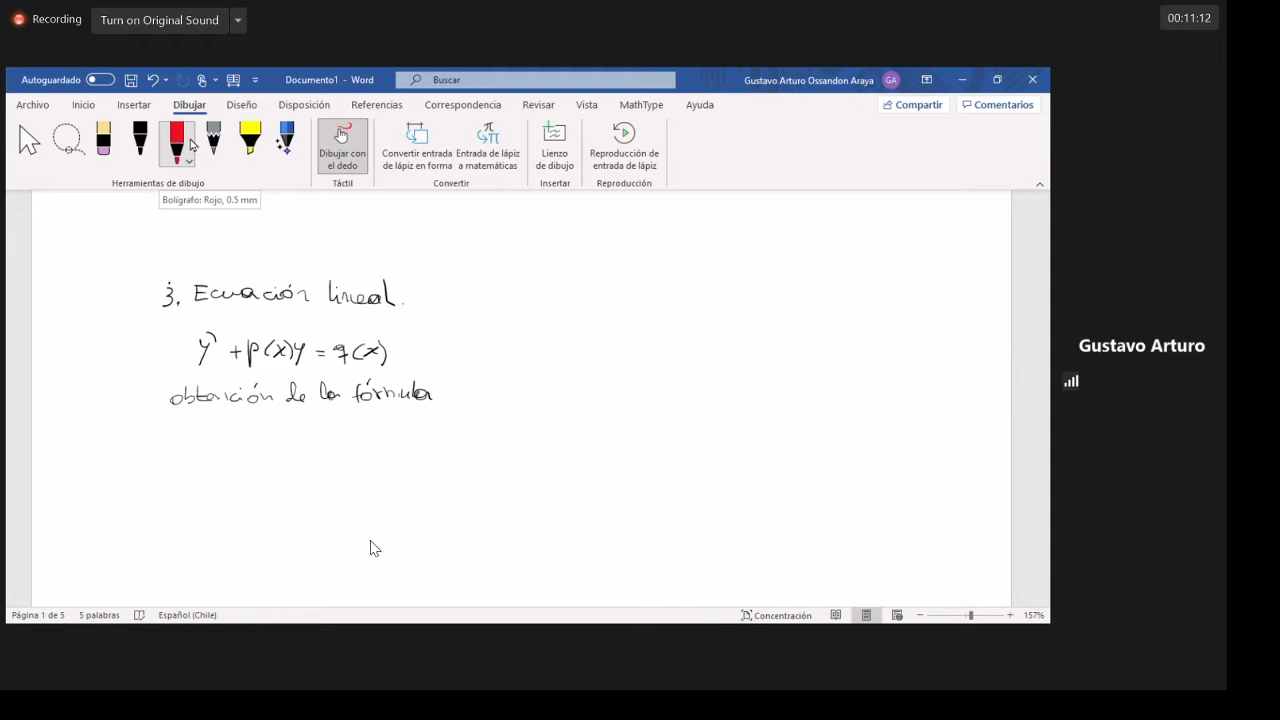 Recording
Turn on Original Sound
00:11:12
Autoguardado
Documento1 - Word
Buscar
Gustavo Arturo Ossandon Araya
GA
Archivo
Inicio
Insertar
Dibujar
Diseño
Disposición
Referencias
Correspondencia
Revisar
Vista
MathType
Ayuda
Compartir
Comentarios
Dibujar con el dedo
Convertir entrada de lápiz en forma
Entrada de lápiz a matemáticas
Lienzo de dibujo
Reproducción de entrada de lápiz
Herramientas de dibujo
Táctil
Convertir
Insertar
Reproducción
Bolígrafo: Rojo, 0.5 mm
3. Ecuación lineal.
y' + p(x)y = q(x)
obtención de la fórmula
Gustavo Arturo
Página 1 de 5
5 palabras
Español (Chile)
Concentración
157%